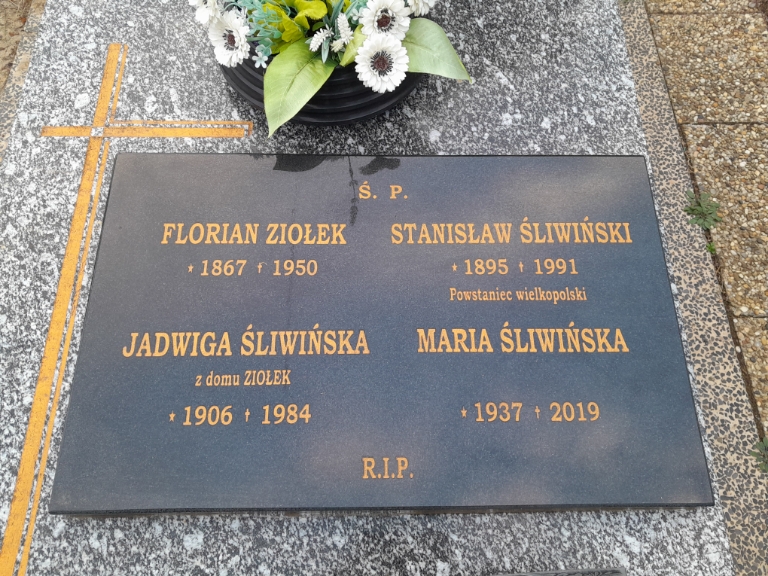 Ś. P.
FLORIAN ZIOŁEK
* 1867 † 1950
STANISŁAW ŚLIWIŃSKI
* 1895 † 1991
Powstaniec wielkopolski
JADWIGA ŚLIWIŃSKA
z domu ZIOŁEK
* 1906 † 1984
MARIA ŚLIWIŃSKA
* 1937 † 2019
R.I.P.